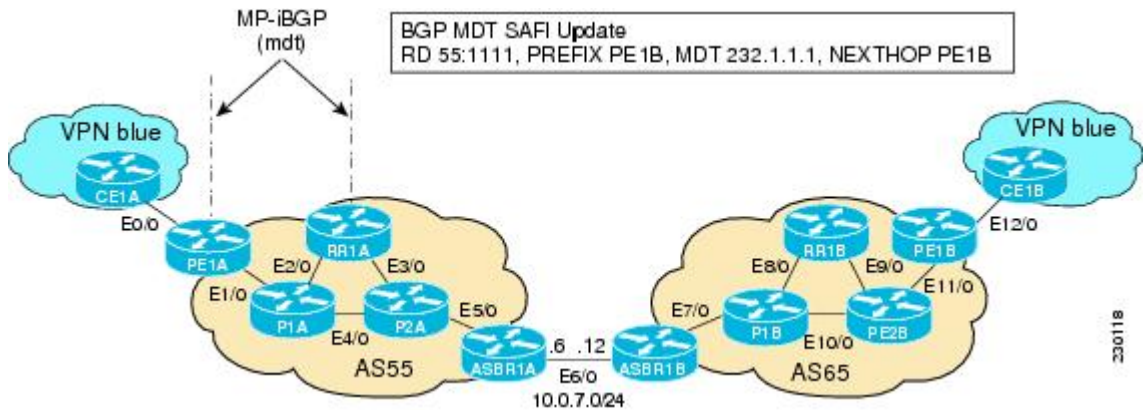 MP-iBGP
(mdt)
BGP MDT SAFI Update
RD 55:1111, PREFIX PE1B, MDT 232.1.1.1, NEXTHOP PE1B
VPN blue
CE1A
E0/0
PE1A
E1/0
E2/0
RR1A
E3/0
P1A
E4/0
P2A
E5/0
AS55
ASBR1A
.6 .12
E6/0
10.0.7.0/24
ASBR1B
E7/0
P1B
E8/0
RR1B
E9/0
E10/0
PE2B
E11/0
PE1B
AS65
E12/0
VPN blue
CE1B
230118